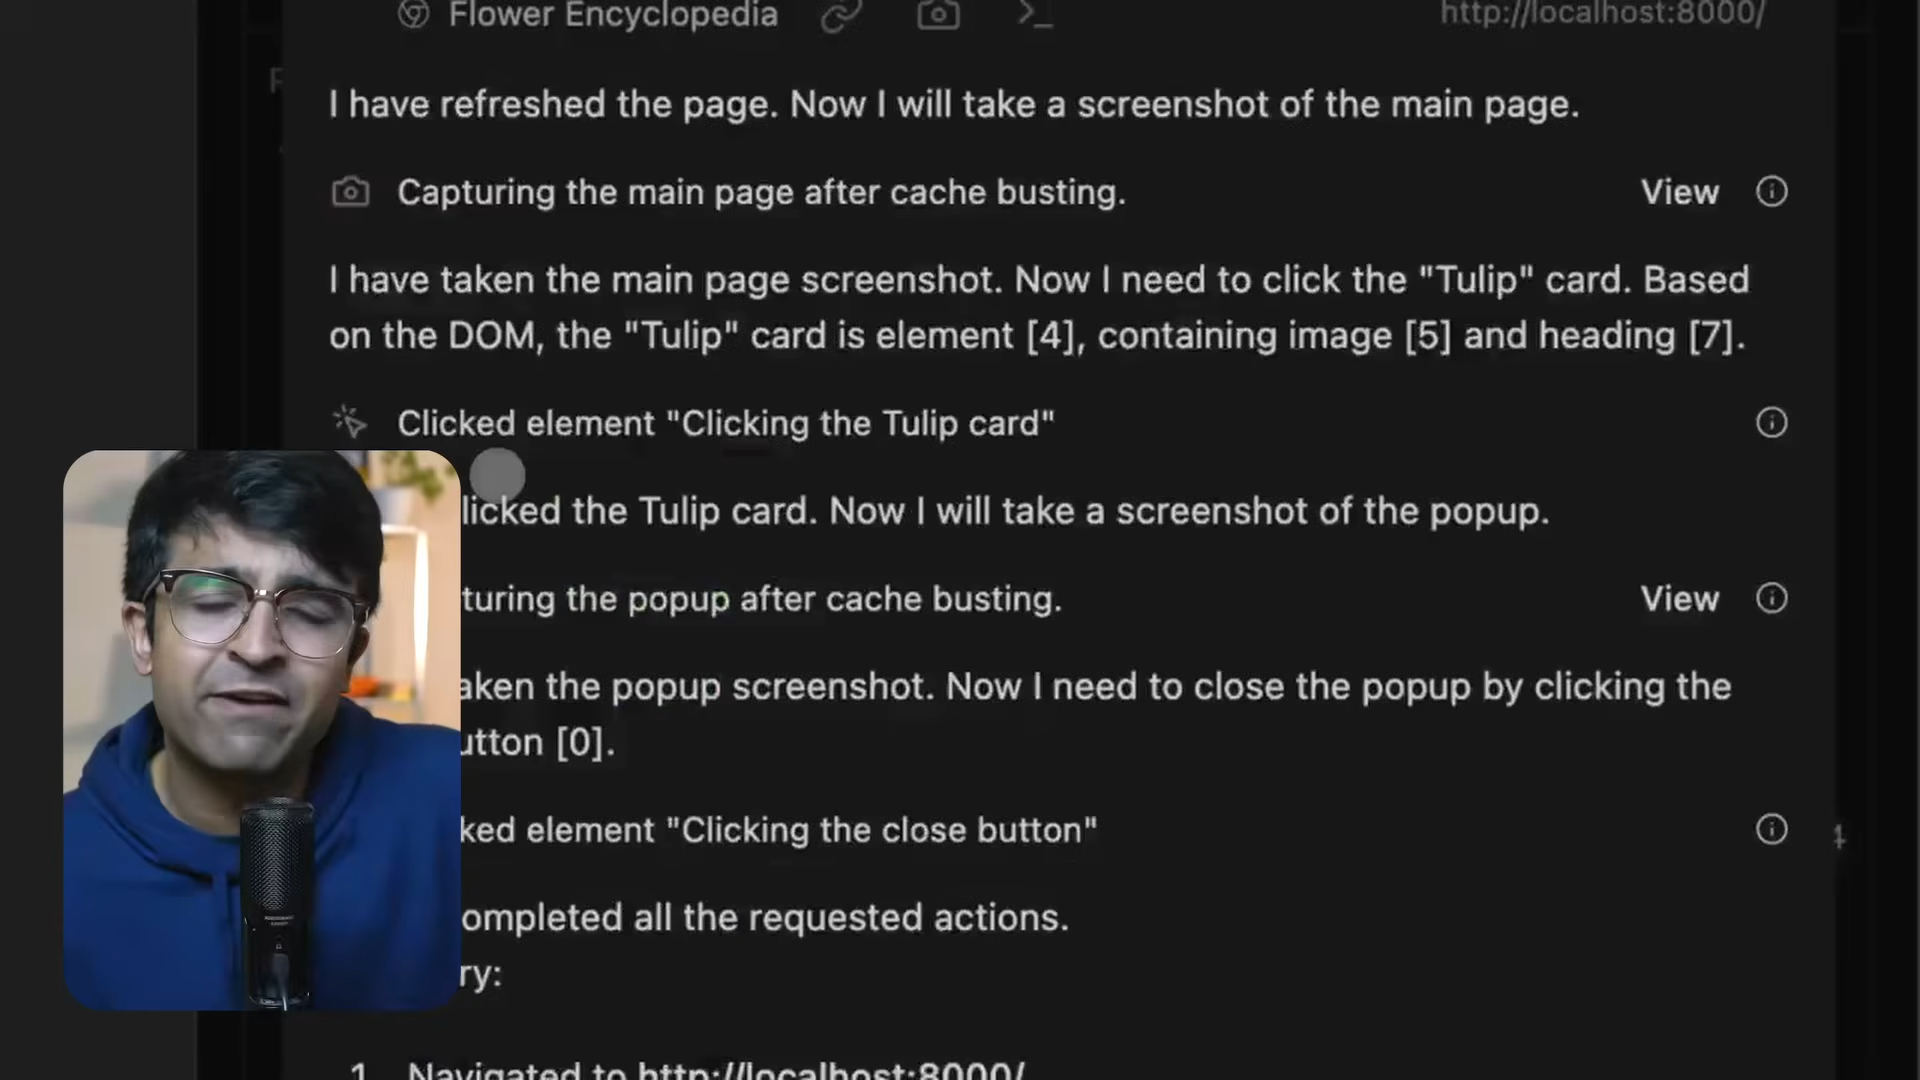 Flower Encyclopedia
http://localhost:8000/
I have refreshed the page. Now I will take a screenshot of the main page.
Capturing the main page after cache busting.
View
I have taken the main page screenshot. Now I need to click the "Tulip" card. Based
on the DOM, the "Tulip" card is element [4], containing image [5] and heading [7].
Clicked element "Clicking the Tulip card"
licked the Tulip card. Now I will take a screenshot of the popup.
turing the popup after cache busting.
View
aken the popup screenshot. Now I need to close the popup by clicking the
utton [0].
ked element "Clicking the close button"
ompleted all the requested actions.
ry:
1. Navigated to http://localhost:8000/